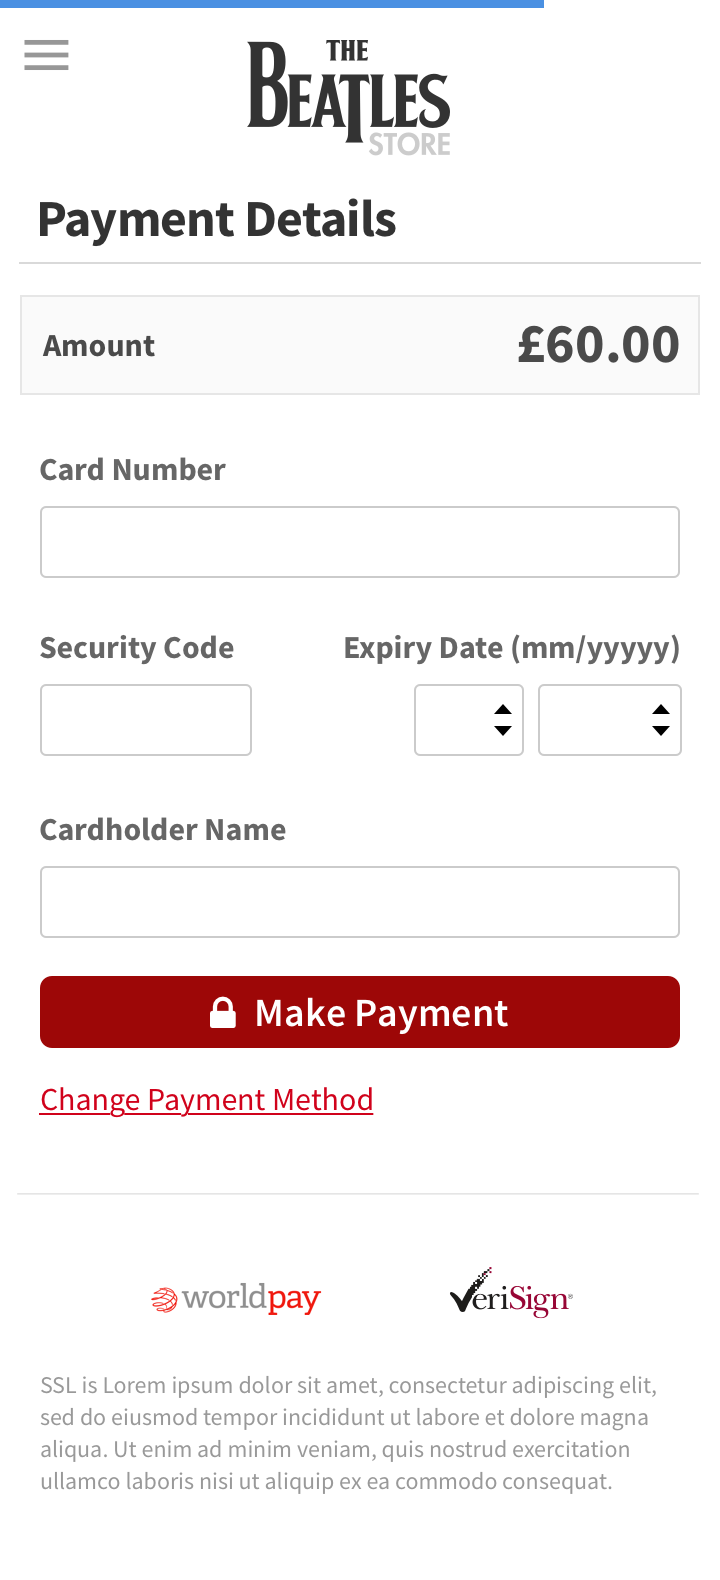 THE
BEATLES
STORE
Payment Details
Amount £60.00
Card Number
Security Code Expiry Date (mm/yyyyy)
Cardholder Name
Make Payment
Change Payment Method
worldpay VeriSign®
SSL is Lorem ipsum dolor sit amet, consectetur adipiscing elit,
sed do eiusmod tempor incididunt ut labore et dolore magna
aliqua. Ut enim ad minim veniam, quis nostrud exercitation
ullamco laboris nisi ut aliquip ex ea commodo consequat.